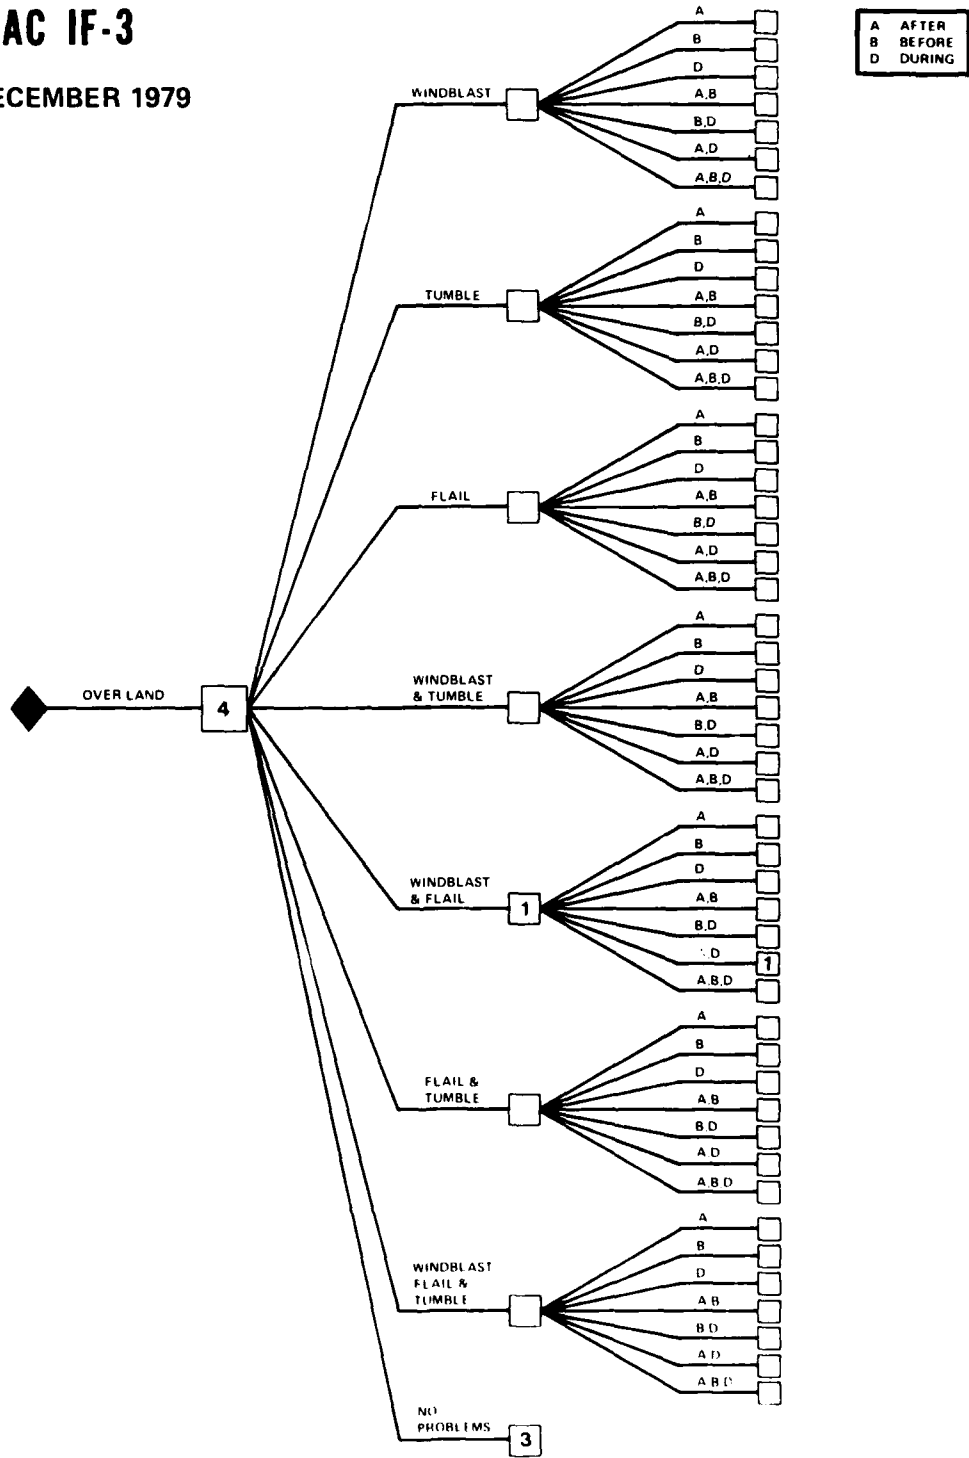 AC IF-3
ECEMBER 1979
A AFTER
B BEFORE
D DURING
WINDBLAST
A
B
D
A,B
B,D
A,D
A,B,D
TUMBLE
A
B
D
A,B
B,D
A,D
A,B,D
FLAIL
A
B
D
A,B
B,D
A,D
A,B,D
OVER LAND
4
WINDBLAST
& TUMBLE
A
B
D
A,B
B,D
A,D
A,B,D
WINDBLAST
& FLAIL
1
A
B
D
A,B
B,D
,D
1
A,B,D
FLAIL &
TUMBLE
A
B
D
A,B
B,D
A,D
A,B,D
WINDBLAST
FLAIL &
TUMBLE
A
B
D
A,B
B,D
A,D
A,B,D
NO
PROBLEMS
3